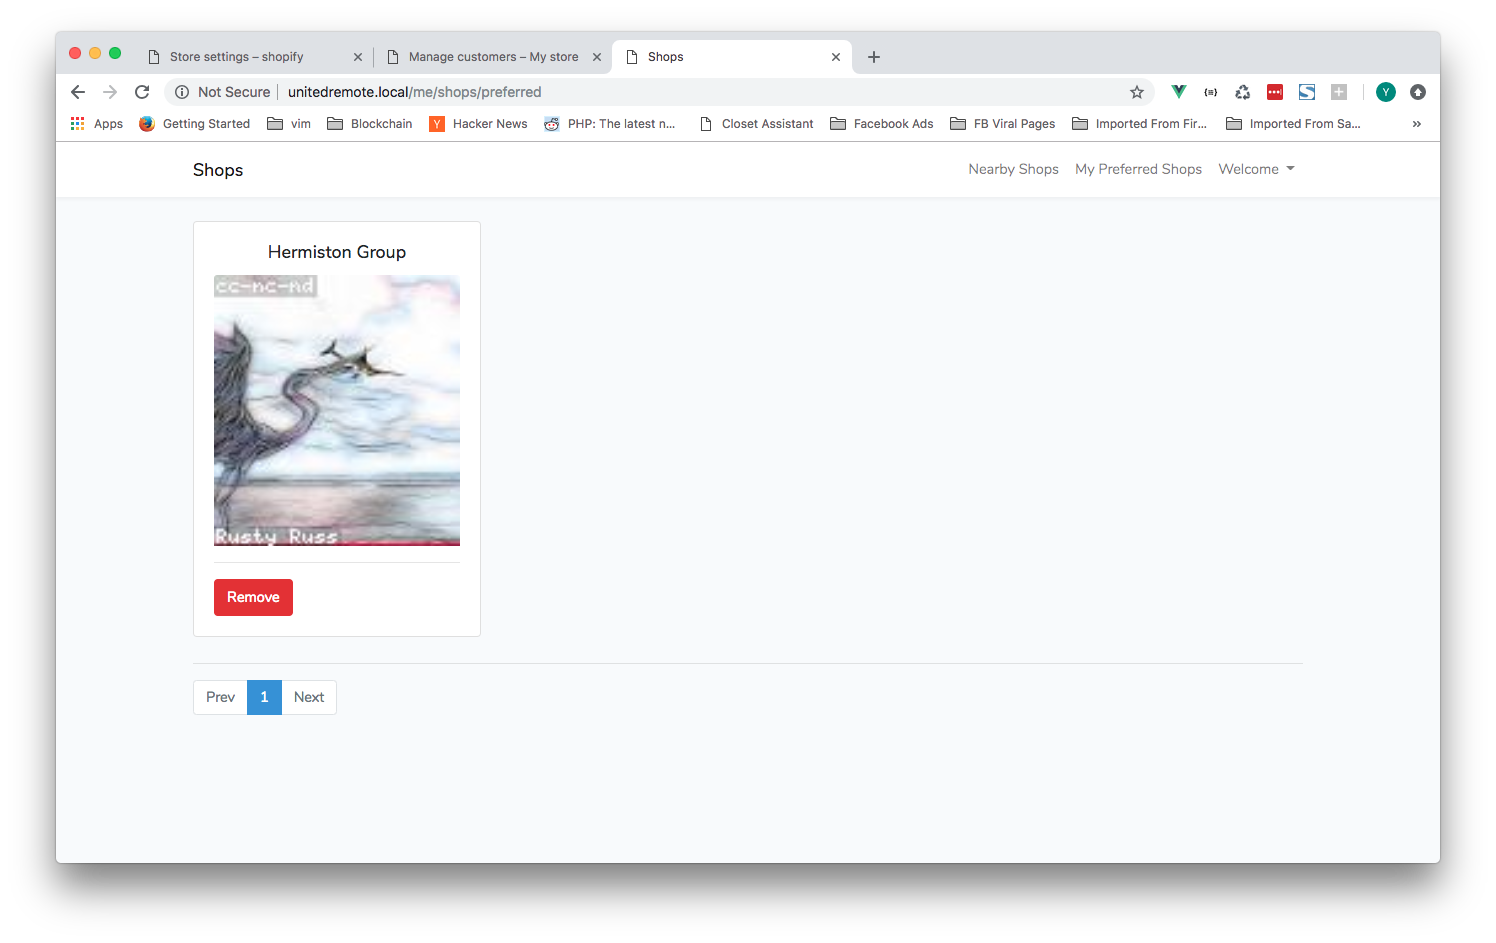 Store settings – shopify
Manage customers – My store
Shops
Not Secure
unitedremote.local/me/shops/preferred
Y
Apps
Getting Started
vim
Blockchain
Y
Hacker News
PHP: The latest n...
Closet Assistant
Facebook Ads
FB Viral Pages
Imported From Fir...
Imported From Sa...
»
Shops
Nearby Shops
My Preferred Shops
Welcome
Hermiston Group
cc-nc-nd
Rusty Russ
Remove
Prev
1
Next